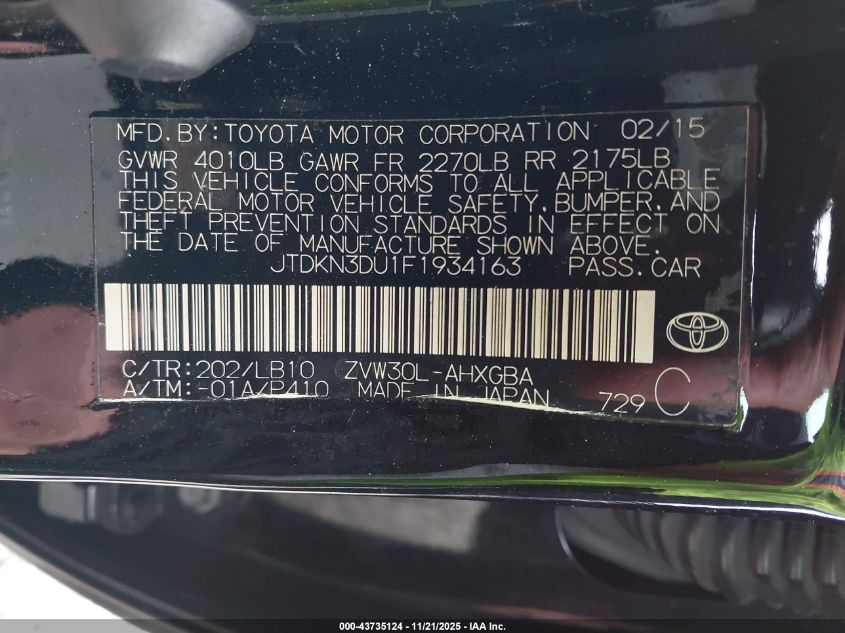 MFD. BY: TOYOTA MOTOR CORPORATION 02/15
GVWR 4010LB GAWR FR 2270LB RR 2175LB
THIS VEHICLE CONFORMS TO ALL APPLICABLE
FEDERAL MOTOR VEHICLE SAFETY, BUMPER, AND
THEFT PREVENTION STANDARDS IN EFFECT ON
THE DATE OF MANUFACTURE SHOWN ABOVE.
JTDKN3DU1F1934163 PASS. CAR
C/TR: 202/LB10 ZVW30L-AHXGBA
A/TM: -01A/P410 MADE IN JAPAN 729 C
000-43735124 - 11/21/2025 - IAA Inc.